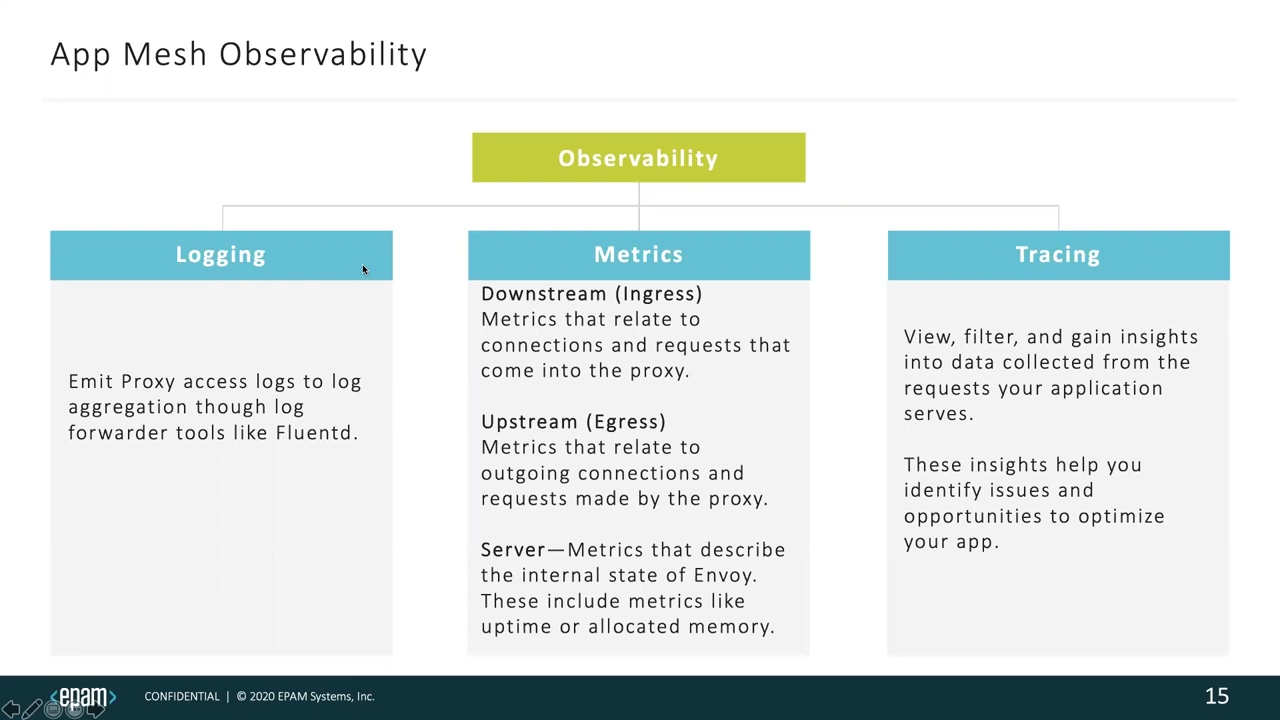 App Mesh Observability
Observability
Logging
Emit Proxy access logs to log
aggregation though log
forwarder tools like Fluentd.
Metrics
Downstream (Ingress)
Metrics that relate to
connections and requests that
come into the proxy.
Upstream (Egress)
Metrics that relate to
outgoing connections and
requests made by the proxy.
Server—Metrics that describe
the internal state of Envoy.
These include metrics like
uptime or allocated memory.
Tracing
View, filter, and gain insights
into data collected from the
requests your application
serves.
These insights help you
identify issues and
opportunities to optimize
your app.
<epam> CONFIDENTIAL | © 2020 EPAM Systems, Inc. 15